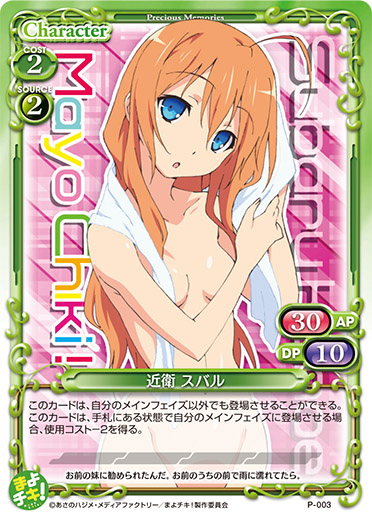 Precious Memories
Character
COST
2
SOURCE
2
Mayo Chiki!
30 AP
DP 10
近衛 スバル
このカードは、自分のメインフェイズ以外でも登場させることができる。
このカードは、手札にある状態で自分のメインフェイズに登場させる場
合、使用コスト－2を得る。
お前の妹に勧められたんだ。お前のうちの前で雨に濡れてたら。
まよチキ!
©あさのハジメ・メディアファクトリー／まよチキ!製作委員会
P-003